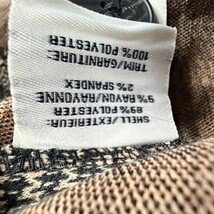 SHELL/EXTERIEUR:
89% POLYESTER
9% RAYON/RAYONNE
2% SPANDEX
TRIM/GARNITURE:
100% POLYESTER